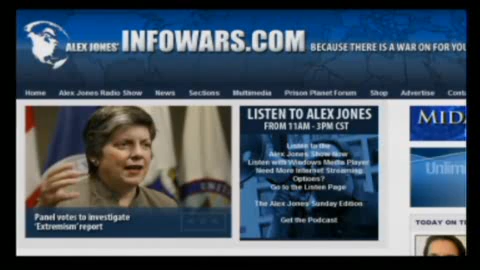 ALEX JONES' INFOWARS.COM BECAUSE THERE IS A WAR ON FOR YOU
Home Alex Jones Radio Show News Sections Multimedia Prison Planet Forum Shop Advertise Conta
LISTEN TO ALEX JONES
FROM 11AM - 3PM CST
Listen to the
Alex Jones Show Now
Listen with Windows Media Player
Need More Internet Streaming
Options?
Go to the Listen Page
The Alex Jones Sunday Edition
Get the Podcast
Panel votes to investigate
'Extremism' report
MIDA
Unlim
TODAY ON T